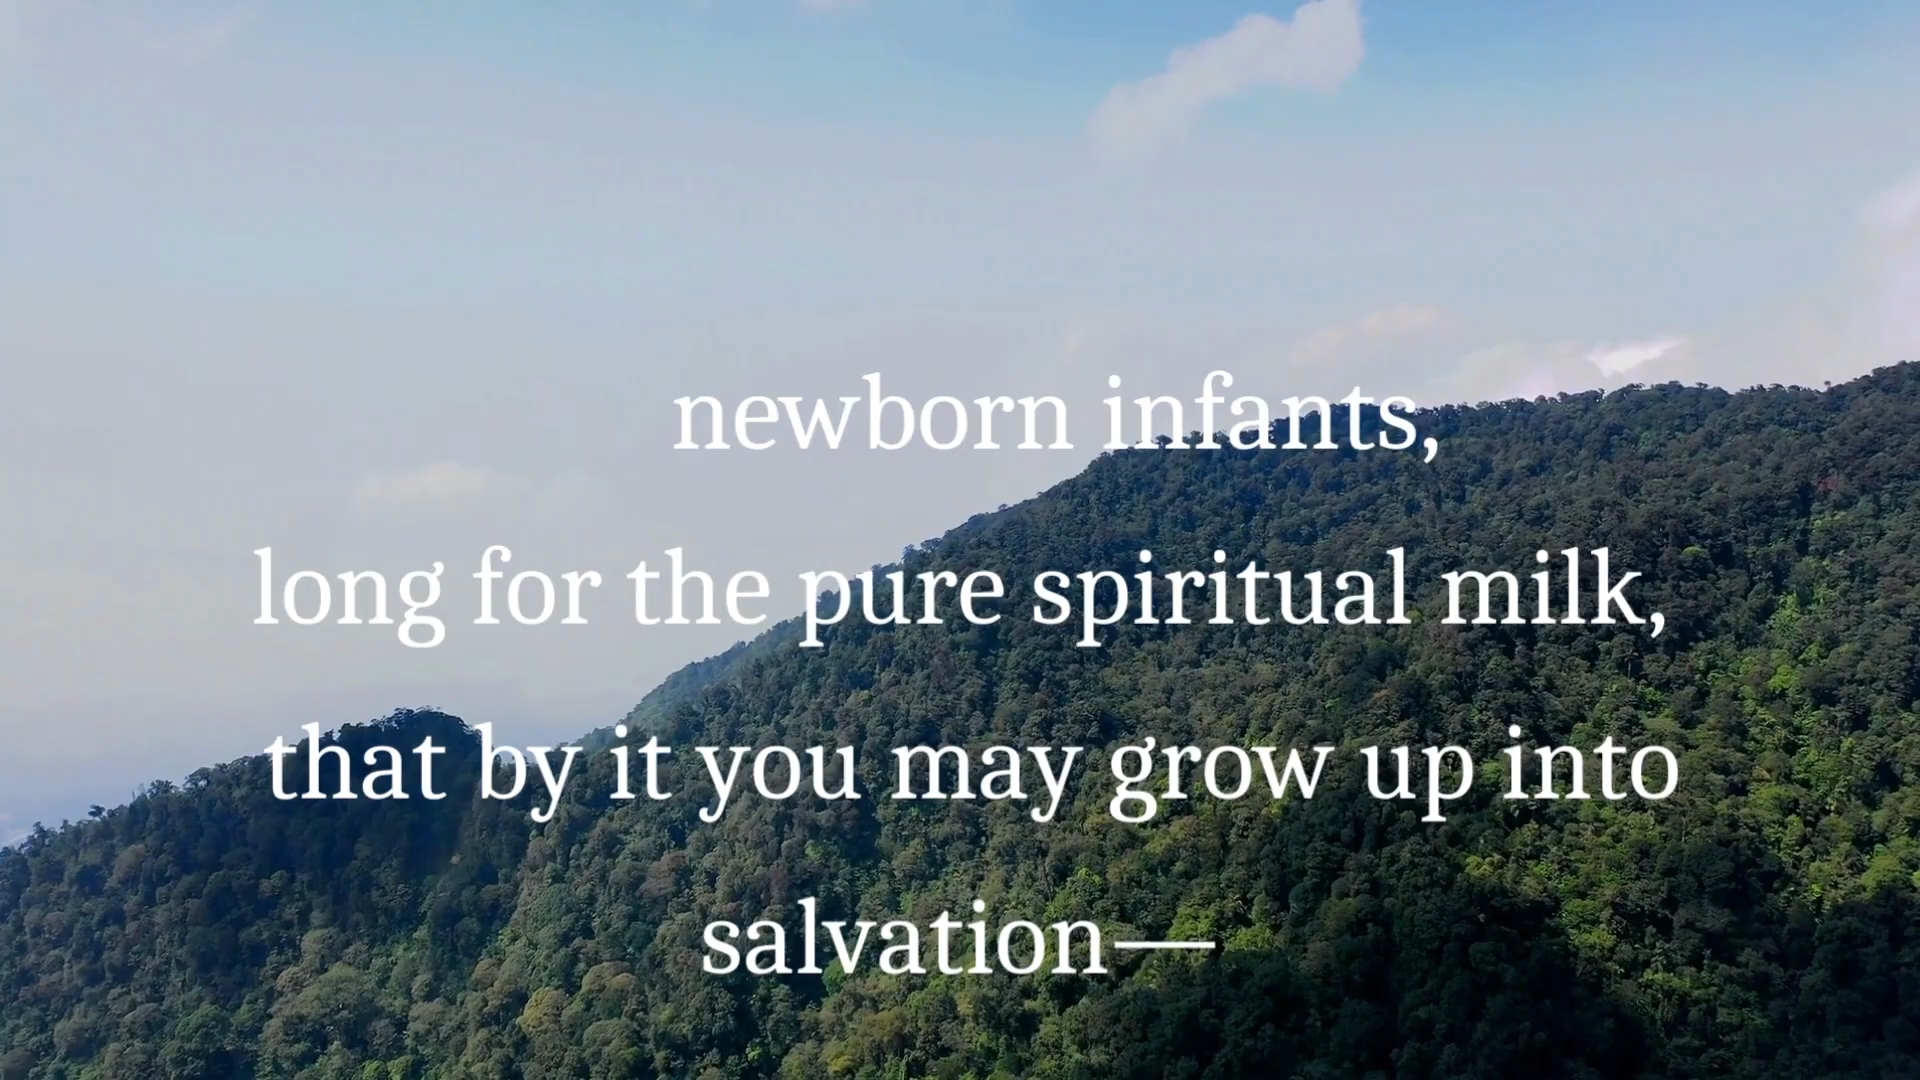 newborn infants,
long for the pure spiritual milk,
that by it you may grow up into
salvation—